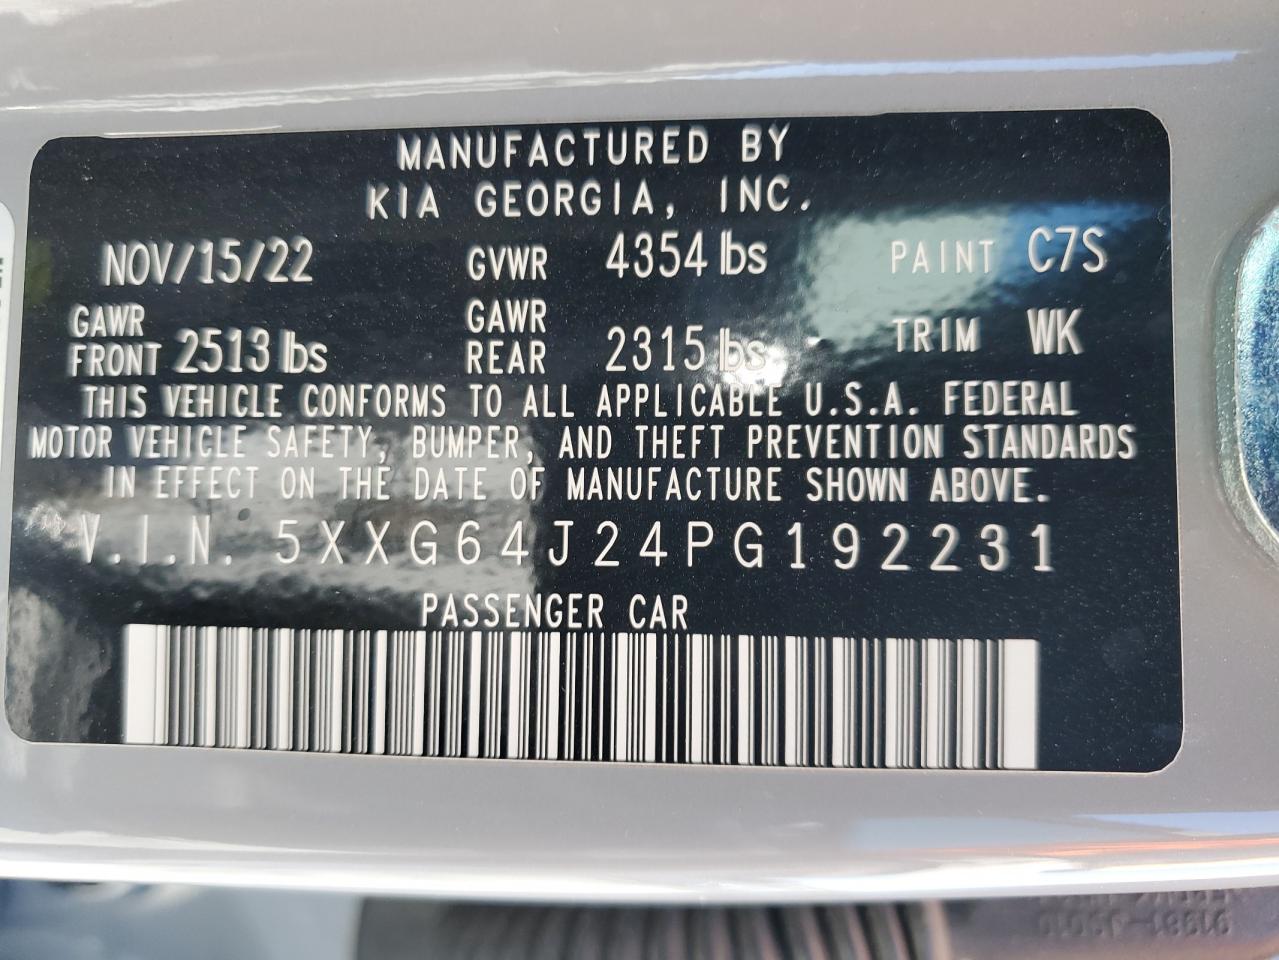 MANUFACTURED BY
KIA GEORGIA, INC.
NOV/15/22 GVWR 4354 lbs PAINT C7S
GAWR FRONT 2513 lbs GAWR REAR 2315 lbs TRIM WK
THIS VEHICLE CONFORMS TO ALL APPLICABLE U.S.A. FEDERAL
MOTOR VEHICLE SAFETY, BUMPER, AND THEFT PREVENTION STANDARDS
IN EFFECT ON THE DATE OF MANUFACTURE SHOWN ABOVE.
V.I.N. 5XXG64J24PG192231
PASSENGER CAR